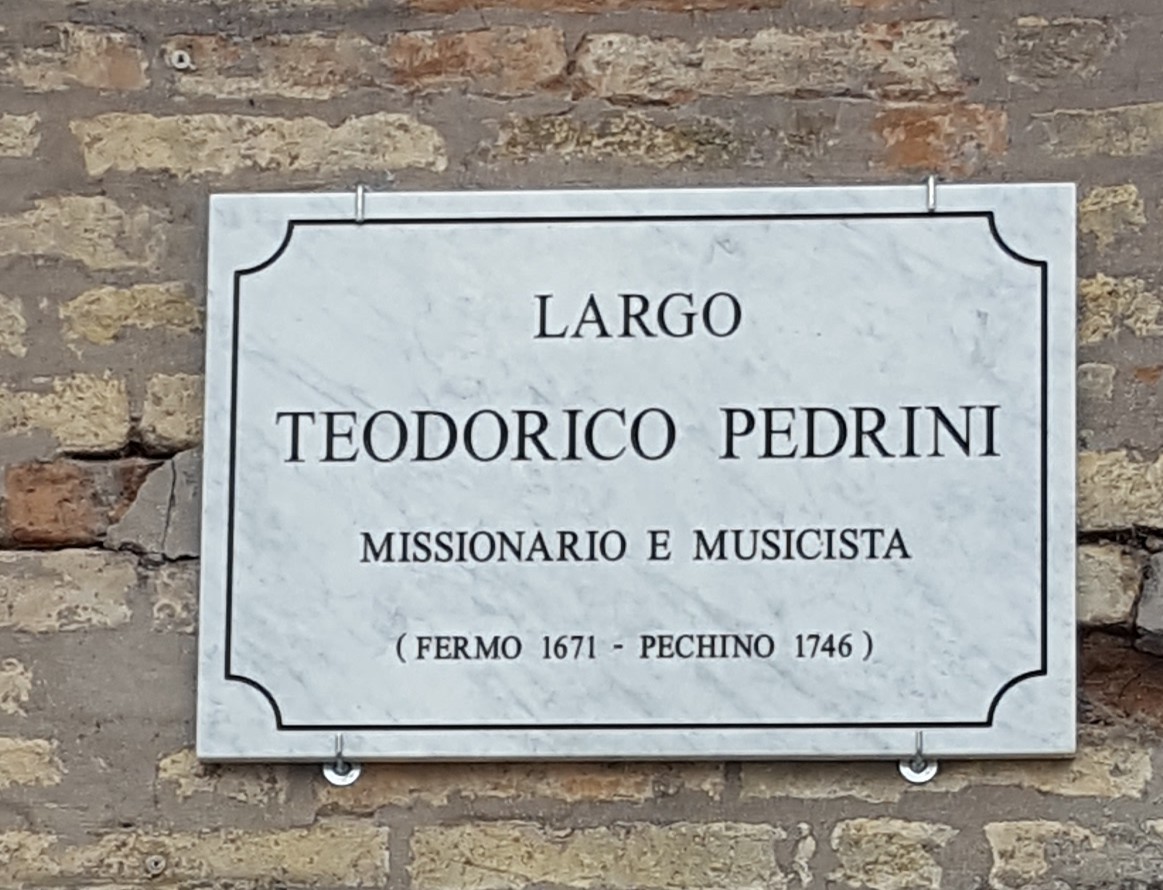 LARGO
TEODORICO PEDRINI
MISSIONARIO E MUSICISTA
( FERMO 1671 - PECHINO 1746 )